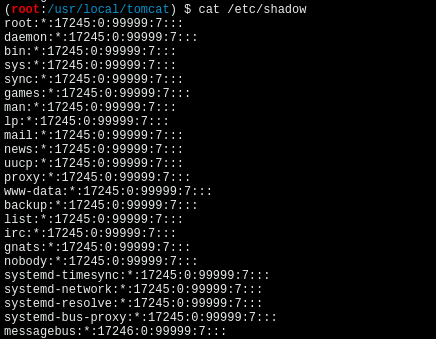 (root:/usr/local/tomcat) $ cat /etc/shadow
root:*:17245:0:99999:7:::
daemon:*:17245:0:99999:7:::
bin:*:17245:0:99999:7:::
sys:*:17245:0:99999:7:::
sync:*:17245:0:99999:7:::
games:*:17245:0:99999:7:::
man:*:17245:0:99999:7:::
lp:*:17245:0:99999:7:::
mail:*:17245:0:99999:7:::
news:*:17245:0:99999:7:::
uucp:*:17245:0:99999:7:::
proxy:*:17245:0:99999:7:::
www-data:*:17245:0:99999:7:::
backup:*:17245:0:99999:7:::
list:*:17245:0:99999:7:::
irc:*:17245:0:99999:7:::
gnats:*:17245:0:99999:7:::
nobody:*:17245:0:99999:7:::
systemd-timesync:*:17245:0:99999:7:::
systemd-network:*:17245:0:99999:7:::
systemd-resolve:*:17245:0:99999:7:::
systemd-bus-proxy:*:17245:0:99999:7:::
messagebus:*:17246:0:99999:7:::